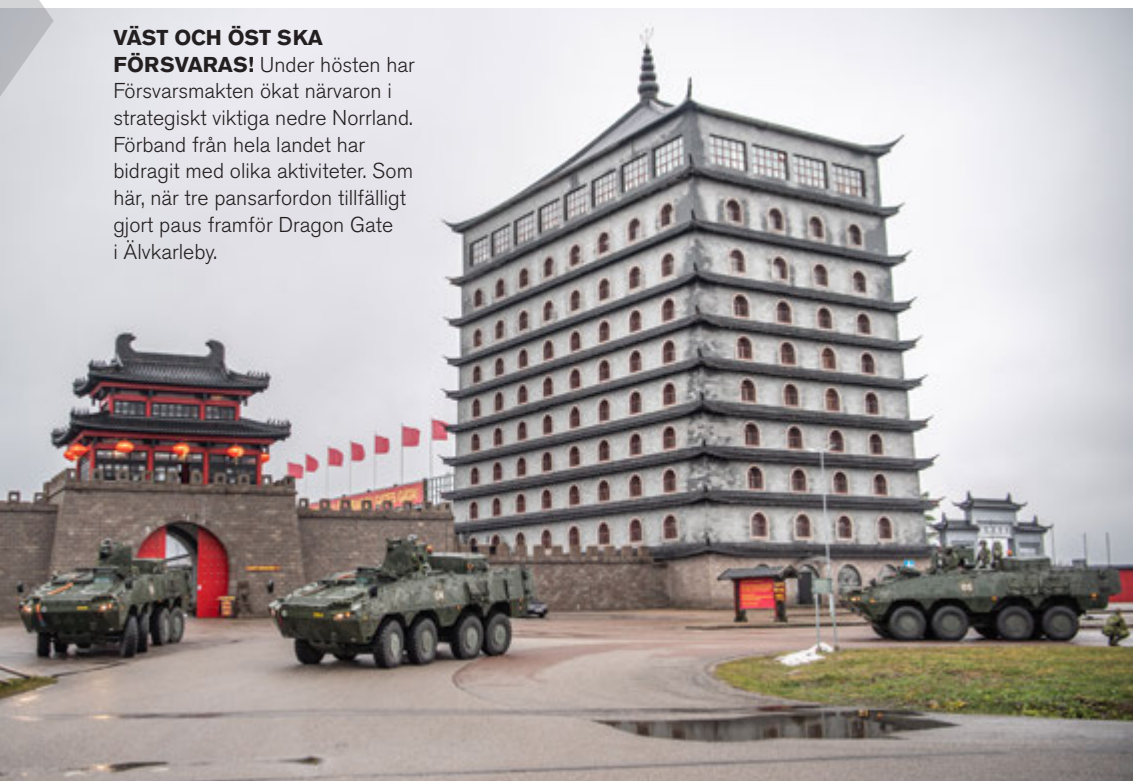 VÄST OCH ÖST SKA
FÖRSVARAS! Under hösten har
Försvarsmakten ökat närvaron i
strategiskt viktiga nedre Norrland.
Förband från hela landet har
bidragit med olika aktiviteter. Som
här, när tre pansarfordon tillfälligt
gjort paus framför Dragon Gate
i Älvkarleby.